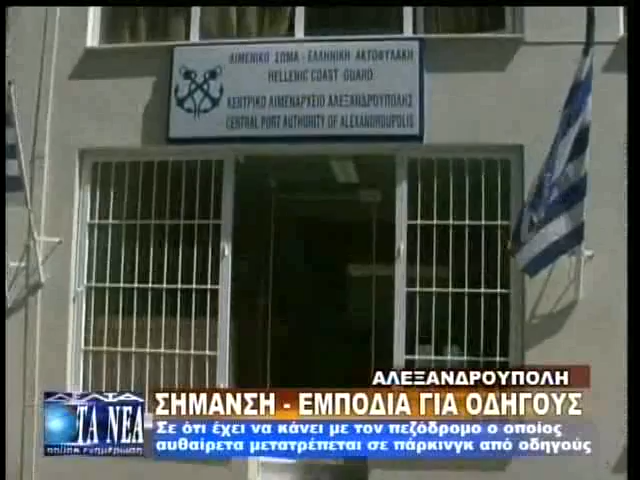 ΛΙΜΕΝΙΚΟ ΣΩΜΑ - ΕΛΛΗΝΙΚΗ ΑΚΤΟΦΥΛΑΚΗ
HELLENIC COAST GUARD
ΚΕΝΤΡΙΚΟ ΛΙΜΕΝΑΡΧΕΙΟ ΑΛΕΞΑΝΔΡΟΥΠΟΛΗΣ
CENTRAL PORT AUTHORITY OF ALEXANDROUPOLIS
ΑΛΕΞΑΝΔΡΟΥΠΟΛΗ
ΣΗΜΑΝΣΗ - ΕΜΠΟΔΙΑ ΓΙΑ ΟΔΗΓΟΥΣ
ΤΑ ΝΕΑ
Σε ότι έχει να κάνει με τον πεζόδρομο ο οποίος
αυθαίρετα μετατρέπεται σε πάρκινγκ από οδηγούς